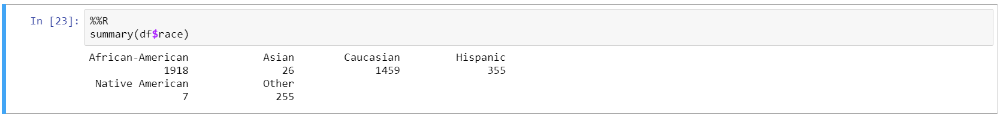 In [23]: %%R
summary(df$race)
African-American Asian Caucasian Hispanic
1918 26 1459 355
Native American Other
7 255